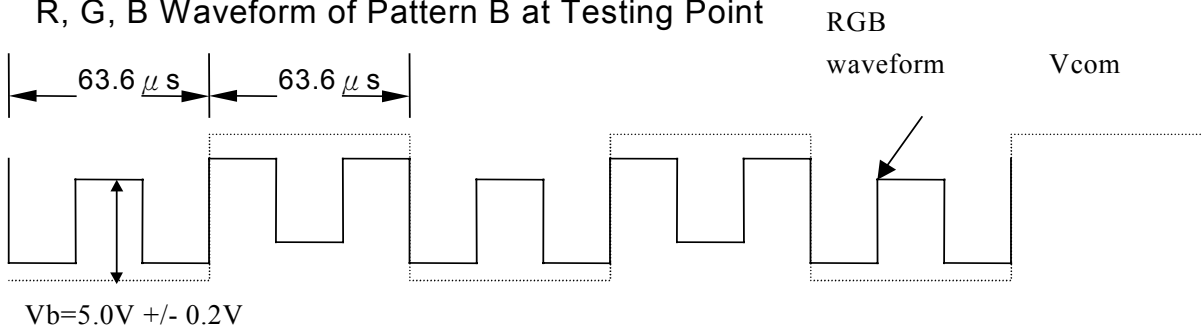 R, G, B Waveform of Pattern B at Testing Point
RGB
waveform
Vcom
63.6 μ s
63.6 μ s
Vb=5.0V +/- 0.2V